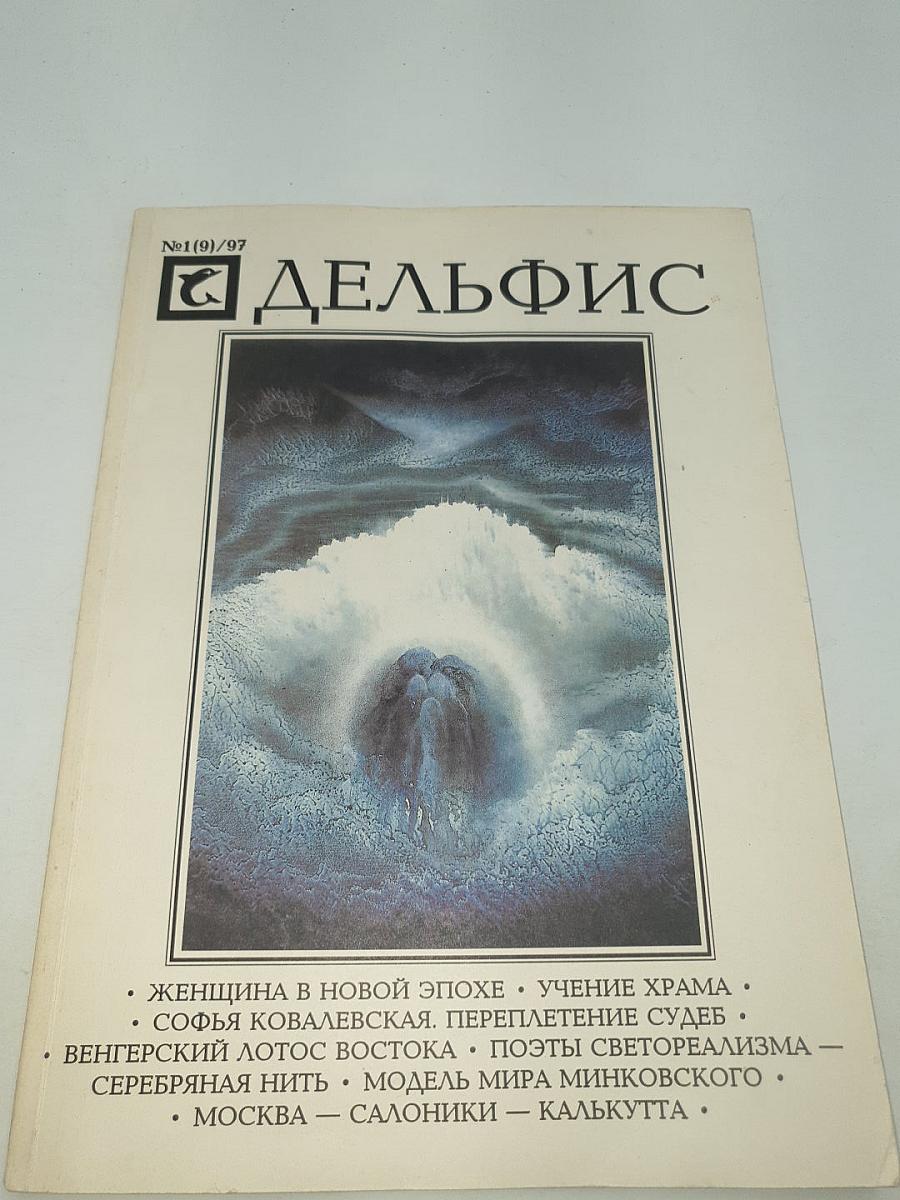 №1(9)/97
ДЕЛЬФИС
• ЖЕНЩИНА В НОВОЙ ЭПОХЕ • УЧЕНИЕ ХРАМА •
• СОФЬЯ КОВАЛЕВСКАЯ. ПЕРЕПЛЕТЕНИЕ СУДЕБ •
• ВЕНГЕРСКИЙ ЛОТОС ВОСТОКА • ПОЭТЫ СВЕТОРЕАЛИЗМА —
СЕРЕБРЯНАЯ НИТЬ • МОДЕЛЬ МИРА МИНКОВСКОГО •
• МОСКВА — САЛОНИКИ — КАЛЬКУТТА •